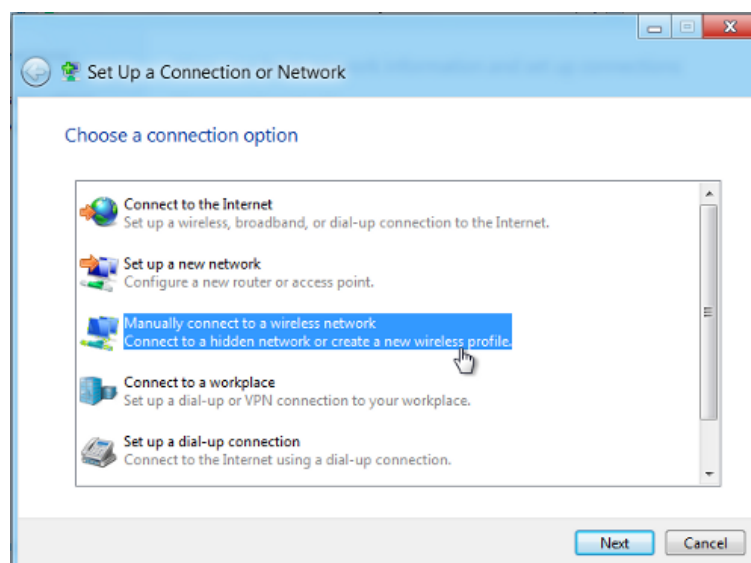 Set Up a Connection or Network
Choose a connection option
Connect to the Internet
Set up a wireless, broadband, or dial-up connection to the Internet.
Set up a new network
Configure a new router or access point.
Manually connect to a wireless network
Connect to a hidden network or create a new wireless profile.
Connect to a workplace
Set up a dial-up or VPN connection to your workplace.
Set up a dial-up connection
Connect to the Internet using a dial-up connection.
Next
Cancel